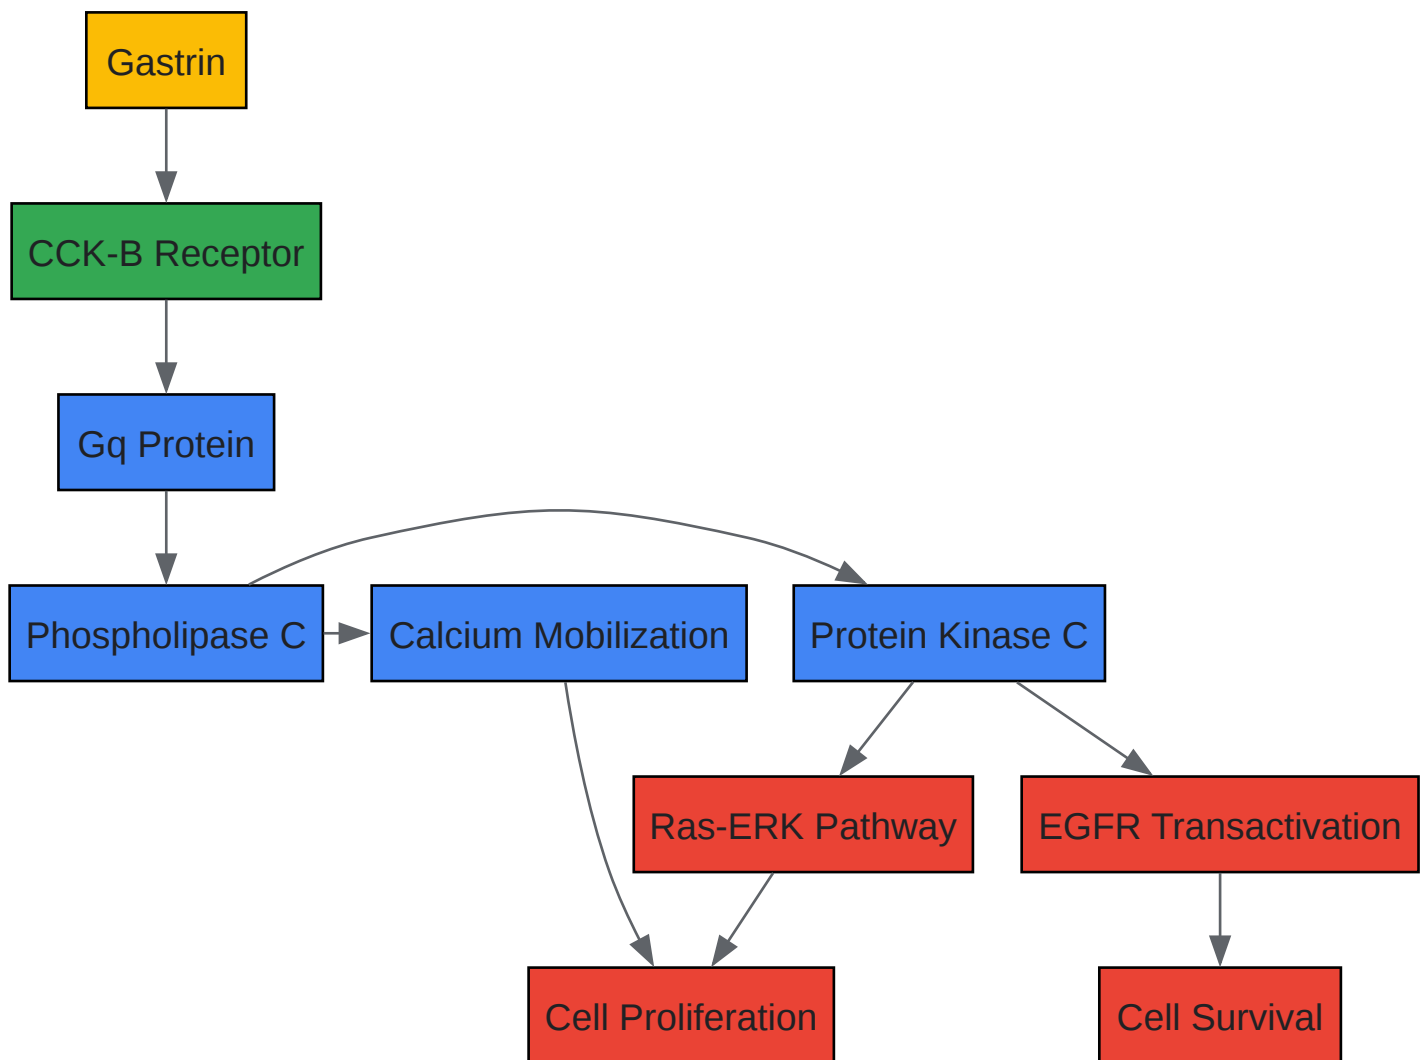 Gastrin
CCK-B Receptor
Gq Protein
Phospholipase C
Calcium Mobilization
Protein Kinase C
Ras-ERK Pathway
EGFR Transactivation
Cell Proliferation
Cell Survival